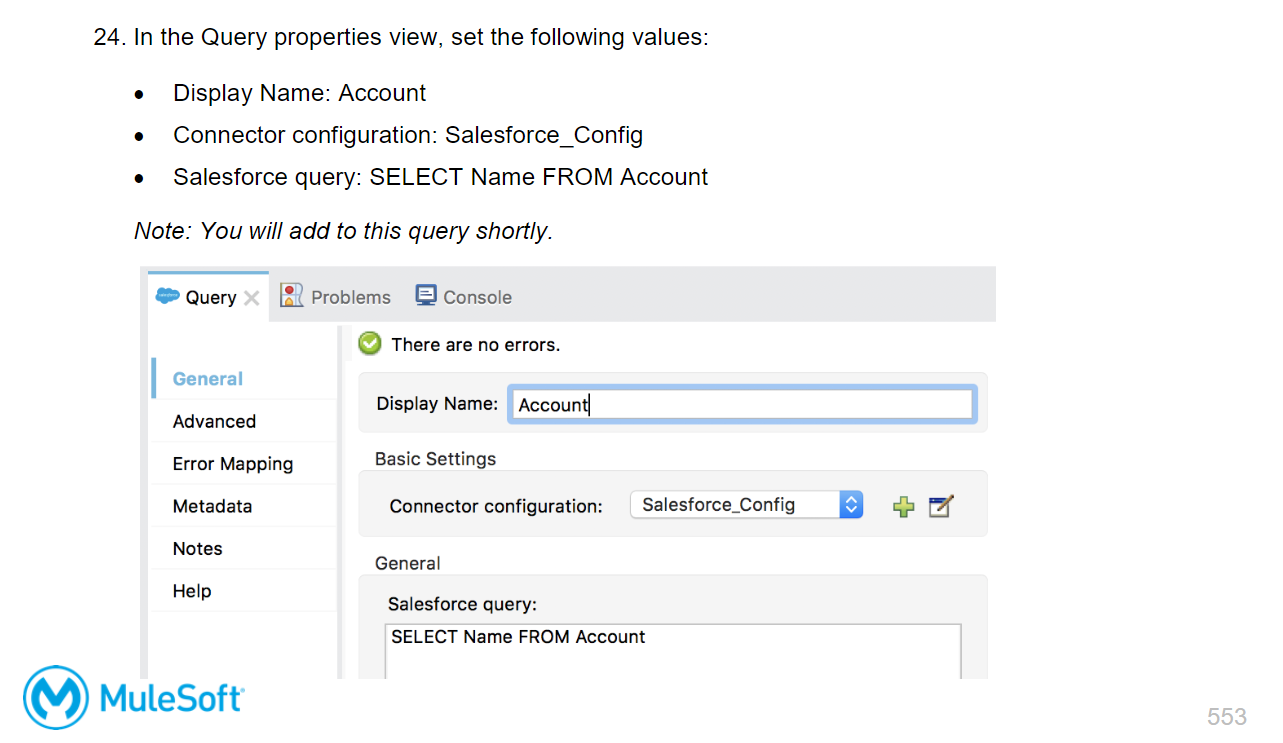 24. In the Query properties view, set the following values:
• Display Name: Account
• Connector configuration: Salesforce_Config
• Salesforce query: SELECT Name FROM Account
Note: You will add to this query shortly.
Query Problems Console
There are no errors.
General
Advanced
Error Mapping
Metadata
Notes
Help
Display Name: Account
Basic Settings
Connector configuration: Salesforce_Config
General
Salesforce query:
SELECT Name FROM Account
MuleSoft
553